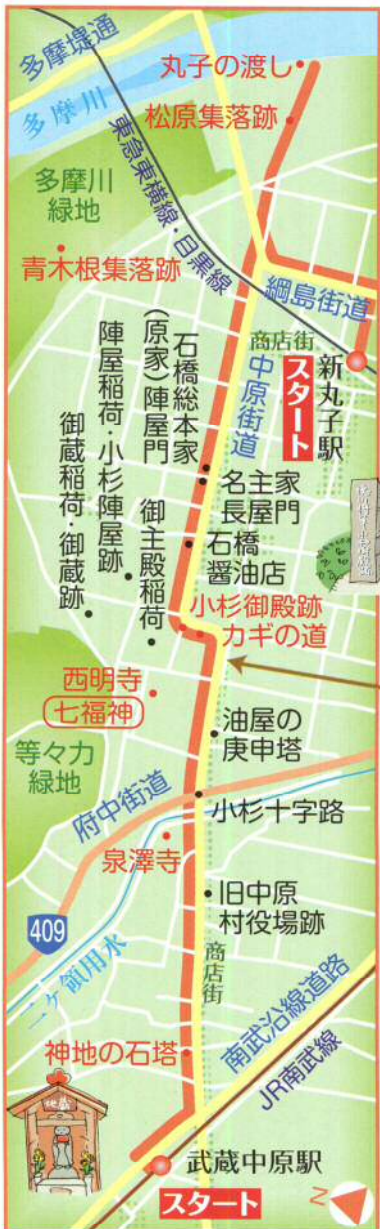 多摩堤通
多摩川
丸子の渡し
松原集落跡
東急東横線・目黒線
多摩川
緑地
青木根集落跡
綱島街道
商店街
新丸子駅
スタート
中原街道
石橋総本家
(原家)陣屋門
陣屋稲荷・小杉陣屋跡
御蔵稲荷・御蔵跡
御主殿稲荷
名主家
長屋門
石橋
醤油店
小杉御殿跡
カギの道
西明寺
七福神
油屋の
庚申塔
等々力
緑地
府中街道
小杉十字路
泉澤寺
旧中原
村役場跡
409
二ヶ領用水
商店街
南武沿線道路
JR南武線
神地の石塔
地蔵
武蔵中原駅
スタート
N